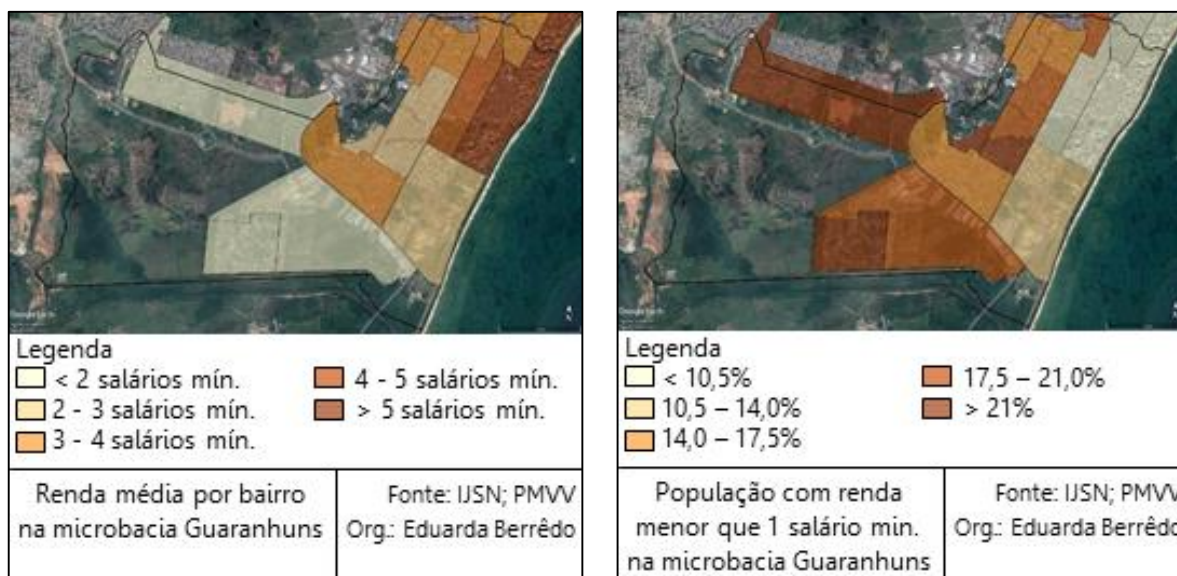 Google Earth
Legenda
< 2 salários mín.
2 - 3 salários mín.
3 - 4 salários mín.
4 - 5 salários mín.
> 5 salários mín.
Renda média por bairro
na microbacia Guaranhuns
Fonte: IJSN; PMVV
Org.: Eduarda Berrêdo
Legenda
< 10,5%
10,5 – 14,0%
14,0 – 17,5%
17,5 – 21,0%
> 21%
População com renda
menor que 1 salário min.
na microbacia Guaranhuns
Fonte: IJSN; PMVV
Org.: Eduarda Berrêdo